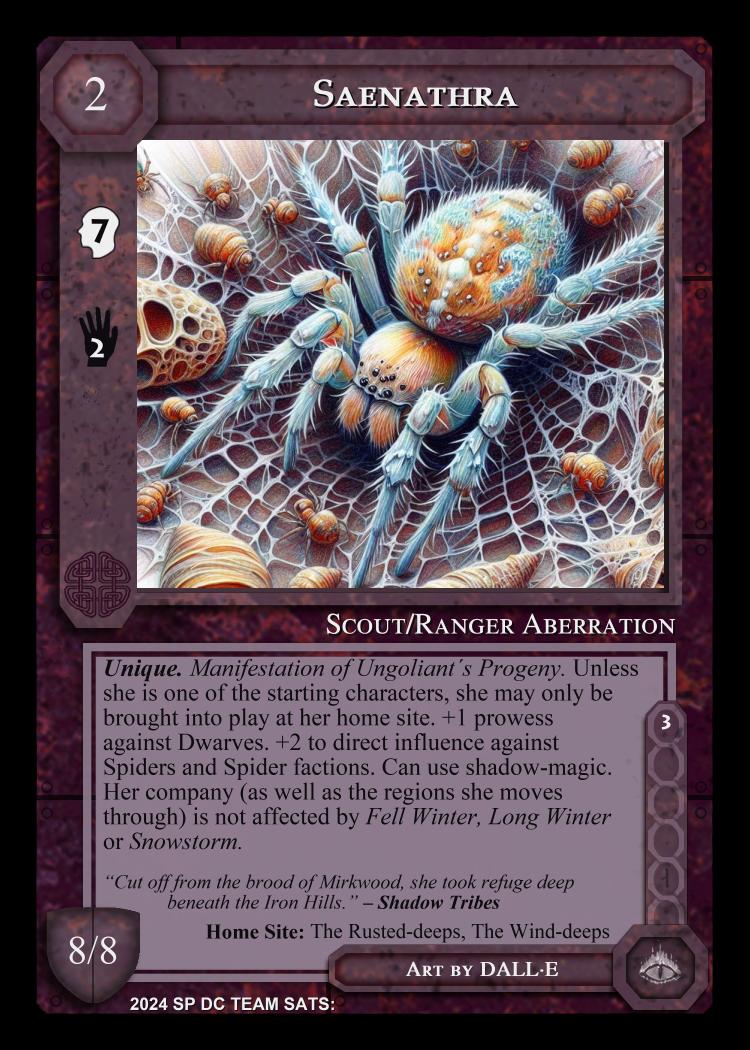 2
Saenathra
7
2
Scout/Ranger Aberration
Unique. Manifestation of Ungoliant´s Progeny. Unless
she is one of the starting characters, she may only be
brought into play at her home site. +1 prowess
against Dwarves. +2 to direct influence against
Spiders and Spider factions. Can use shadow-magic.
Her company (as well as the regions she moves
through) is not affected by Fell Winter, Long Winter
or Snowstorm.
3
“Cut off from the brood of Mirkwood, she took refuge deep
beneath the Iron Hills.” – Shadow Tribes
Home Site: The Rusted-deeps, The Wind-deeps
8/8
Art by DALL·E
2024 SP DC TEAM SATS: